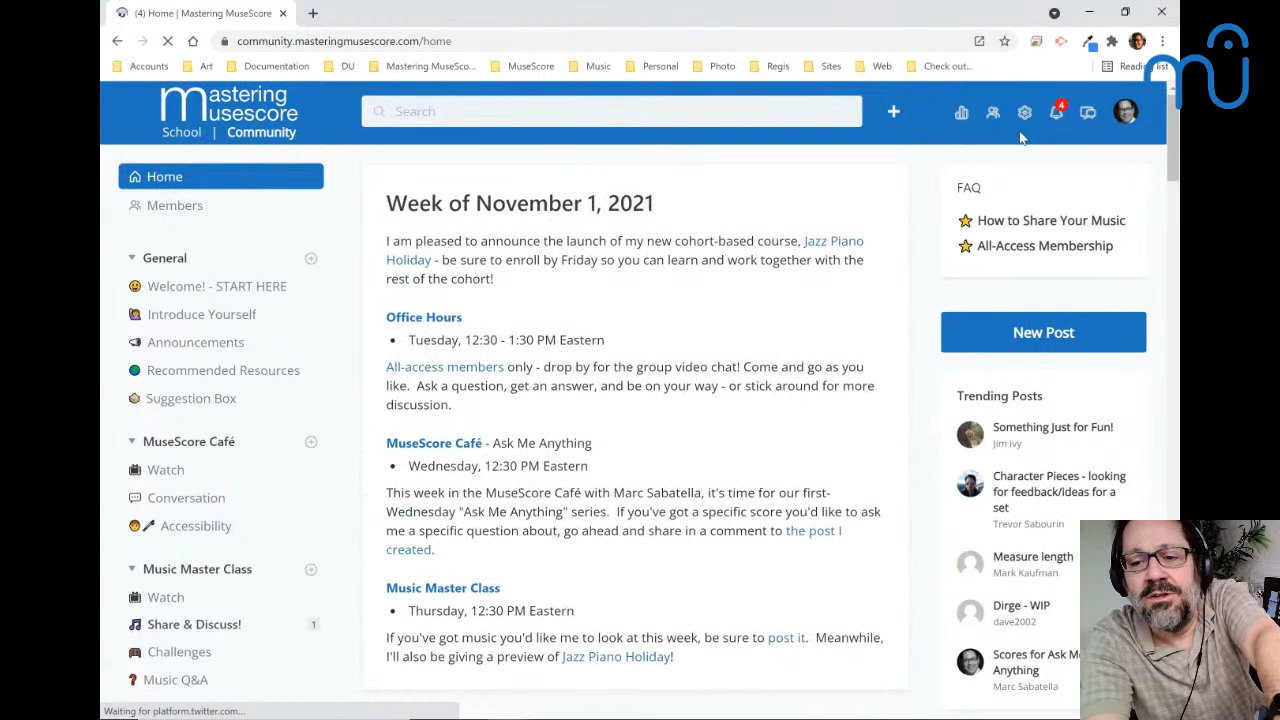 (4) Home | Mastering MuseScore
community.masteringmusescore.com/home
Accounts Art Documentation DU Mastering MuseSco... MuseScore Music Personal Photo Regis Sites Web Check out... Reading list
mastering
musescore
School | Community
Search
4
Home
Members
General
Welcome! - START HERE
Introduce Yourself
Announcements
Recommended Resources
Suggestion Box
MuseScore Café
Watch
Conversation
Accessibility
Music Master Class
Watch
Share & Discuss! 1
Challenges
Music Q&A
Week of November 1, 2021
I am pleased to announce the launch of my new cohort-based course, Jazz Piano
Holiday - be sure to enroll by Friday so you can learn and work together with the
rest of the cohort!
Office Hours
• Tuesday, 12:30 - 1:30 PM Eastern
All-access members only - drop by for the group video chat! Come and go as you
like. Ask a question, get an answer, and be on your way - or stick around for more
discussion.
MuseScore Café - Ask Me Anything
• Wednesday, 12:30 PM Eastern
This week in the MuseScore Café with Marc Sabatella, it's time for our first-
Wednesday "Ask Me Anything" series. If you've got a specific score you'd like to ask
me a specific question about, go ahead and share in a comment to the post I
created.
Music Master Class
• Thursday, 12:30 PM Eastern
If you've got music you'd like me to look at this week, be sure to post it. Meanwhile,
I'll also be giving a preview of Jazz Piano Holiday!
FAQ
How to Share Your Music
All-Access Membership
New Post
Trending Posts
Something Just for Fun!
Jim Ivy
Character Pieces - looking
for feedback/ideas for a
set
Trevor Sabourin
Measure length
Mark Kaufman
Dirge - WIP
dave2002
Scores for Ask Me
Anything
Marc Sabatella
Waiting for platform.twitter.com...